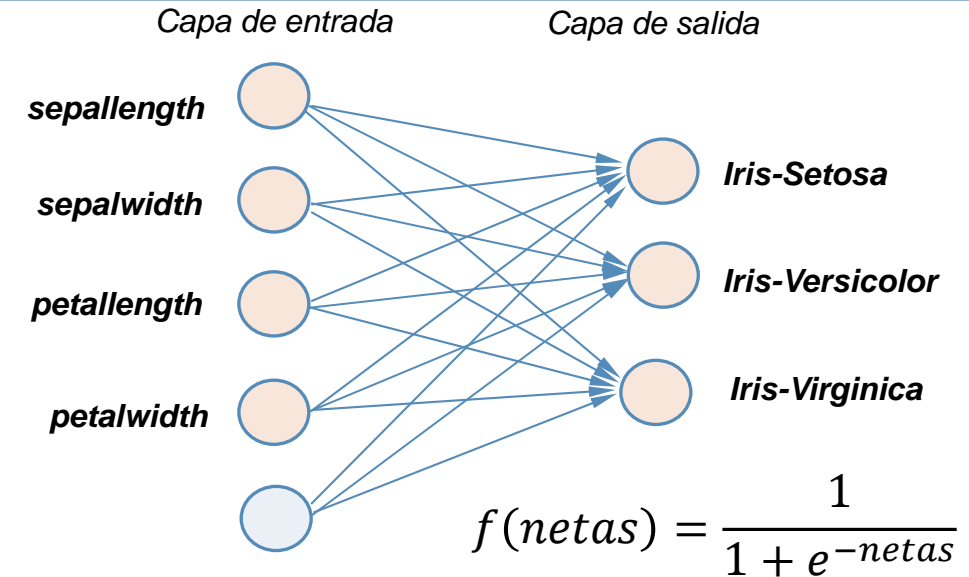 Capa de entrada
Capa de salida
sepallength
sepalwidth
petallength
petalwidth
Iris-Setosa
Iris-Versicolor
Iris-Virginica
f(netas) = 1 / (1 + e^{-netas})